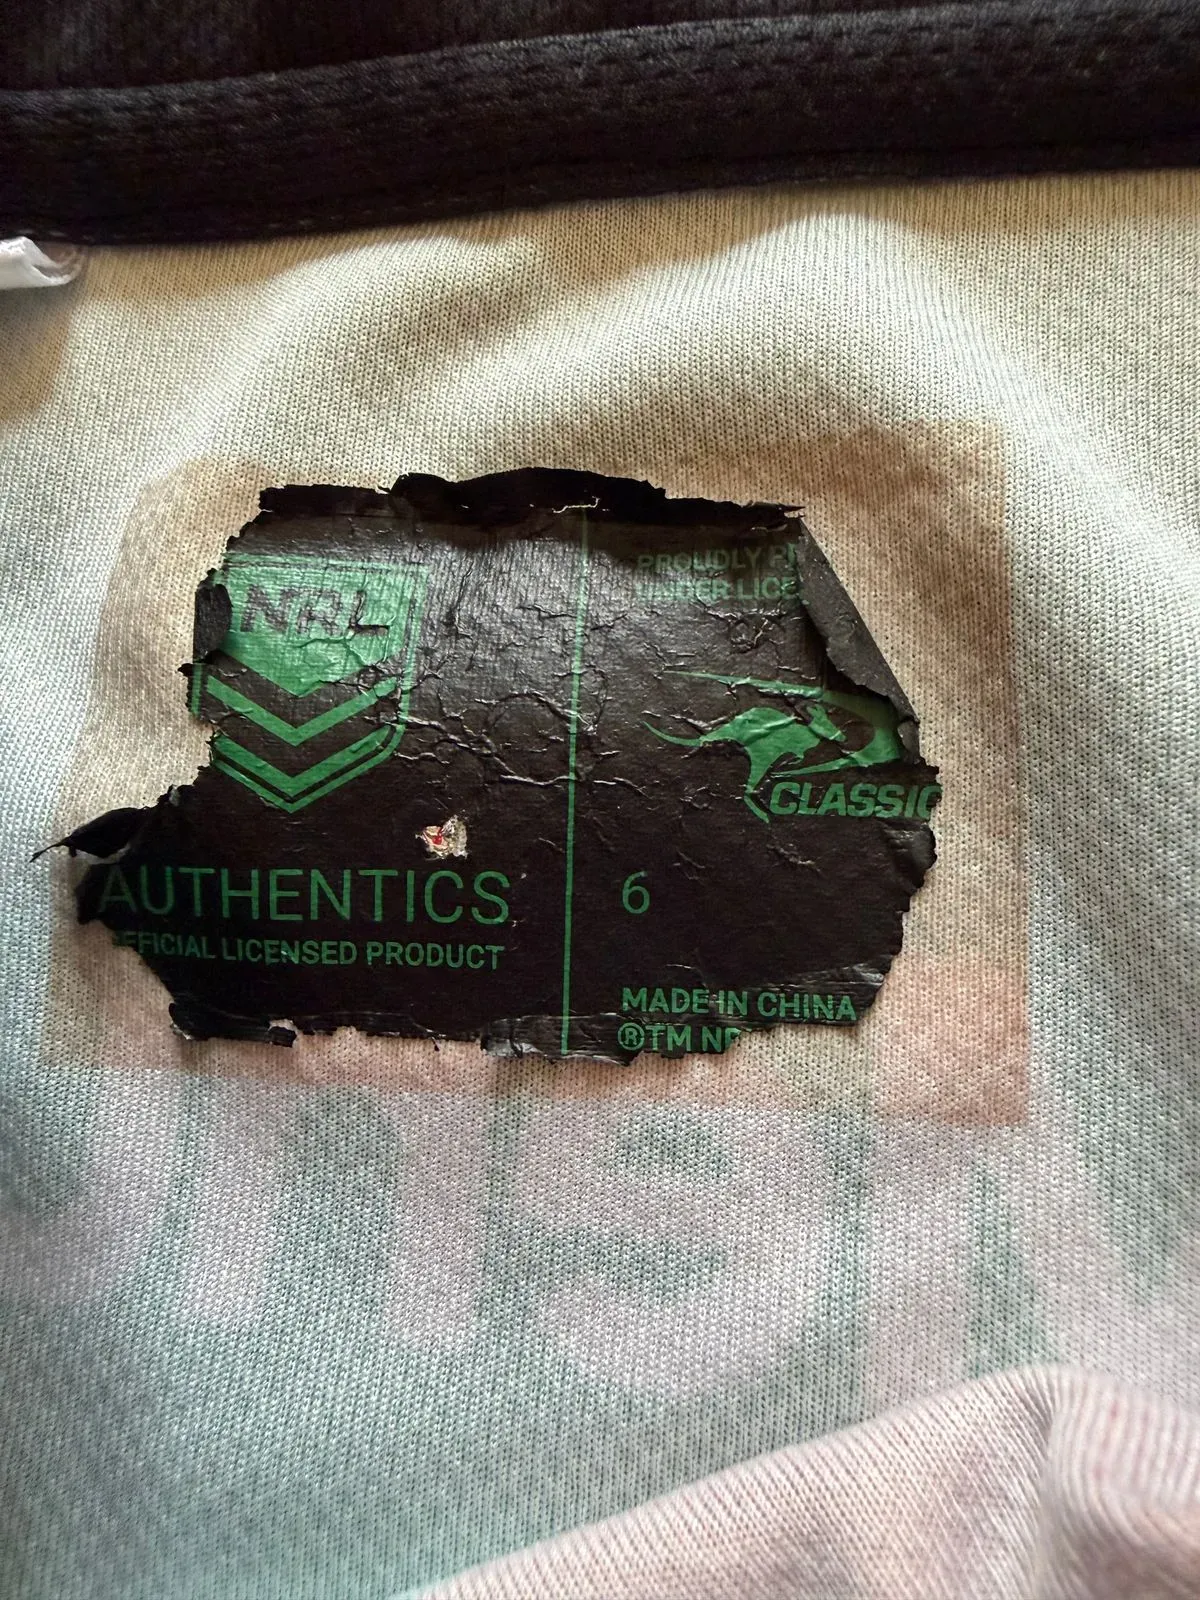 NRL
AUTHENTICS
FFICIAL LICENSED PRODUCT
PROUDLY P
UNDER LICE
CLASSIC
6
MADE IN CHINA
®TM NR